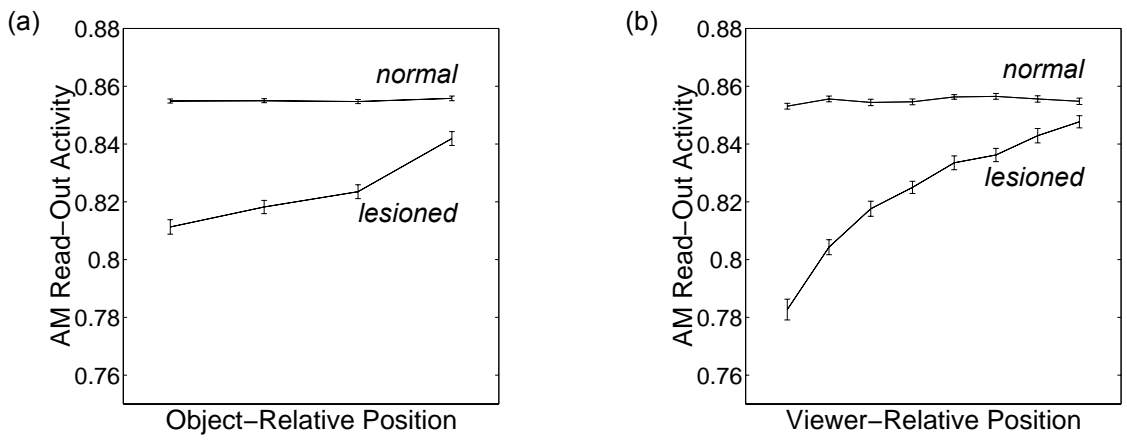 (a)
AM Read–Out Activity
0.88
0.86
0.84
0.82
0.8
0.78
0.76
normal
lesioned
Object–Relative Position
(b)
AM Read–Out Activity
0.88
0.86
0.84
0.82
0.8
0.78
0.76
normal
lesioned
Viewer–Relative Position